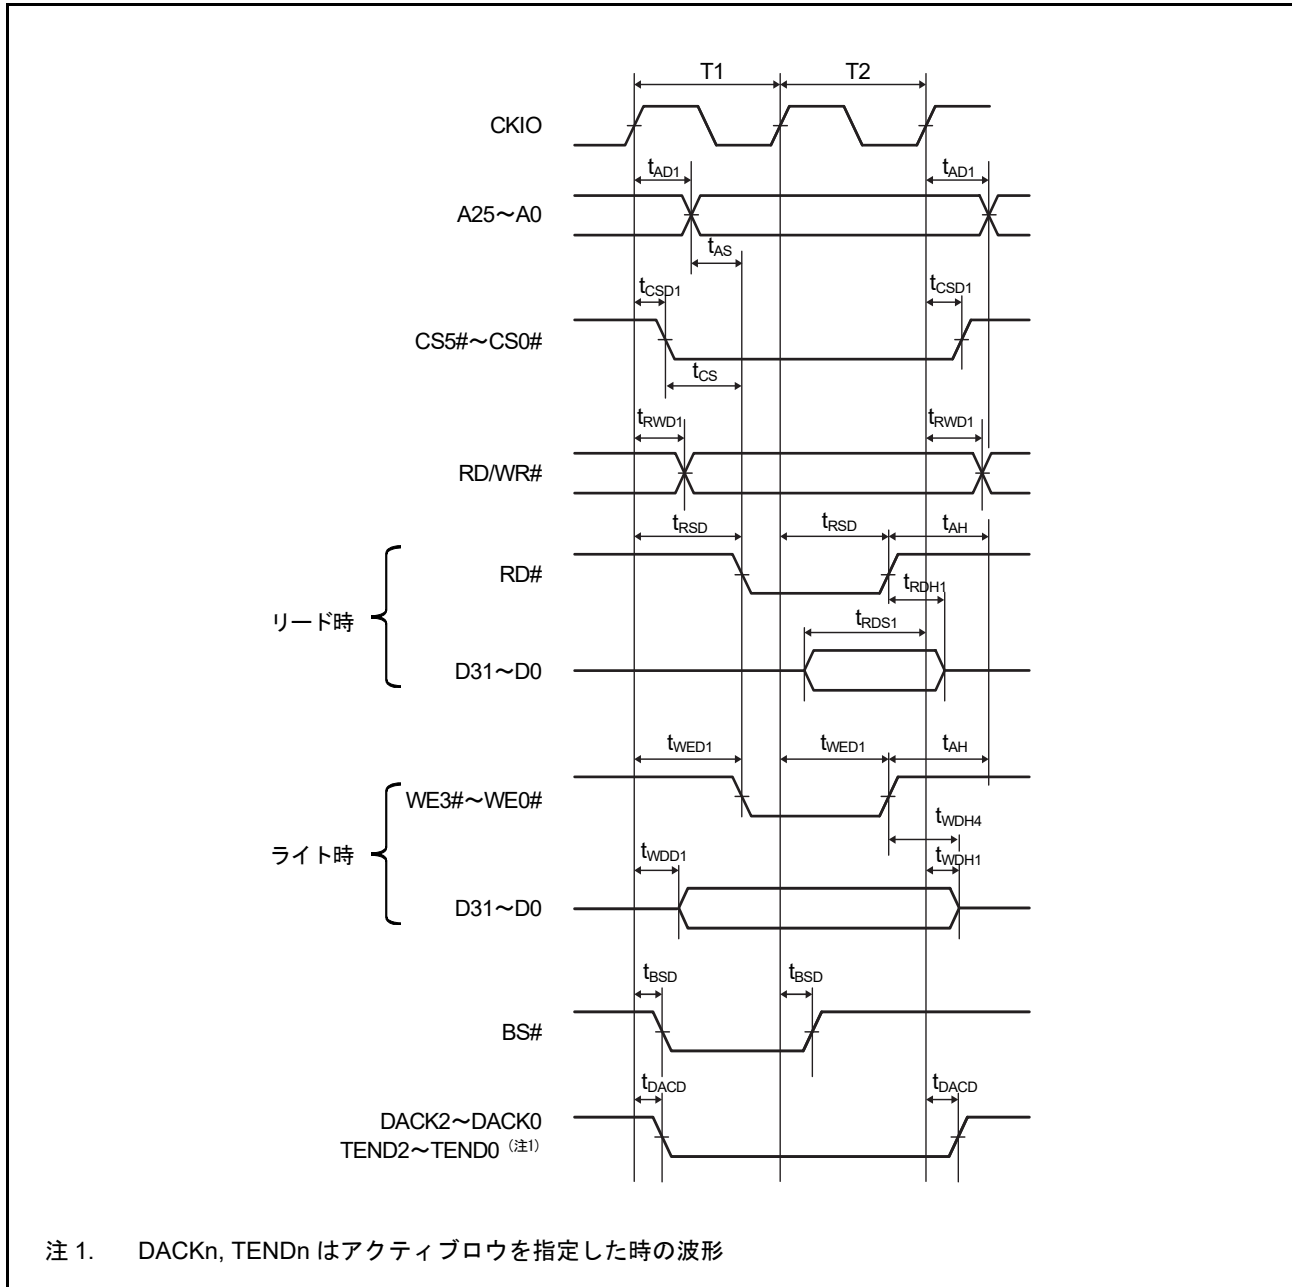 T1 T2
CKIO
tAD1 tAD1
A25～A0
tAS
tCSD1 tCSD1
CS5#～CS0#
tCS
tRWD1 tRWD1
RD/WR#
tRSD tRSD tAH
RD#
tRDH1
リード時
tRDS1
D31～D0
tWED1 tWED1 tAH
WE3#～WE0#
tWDH4
ライト時
tWDD1 tWDH1
D31～D0
tBSD tBSD
BS#
tDACD tDACD
DACK2～DACK0
TEND2～TEND0（注1）
注 1. DACKn, TENDn はアクティブロウを指定した時の波形